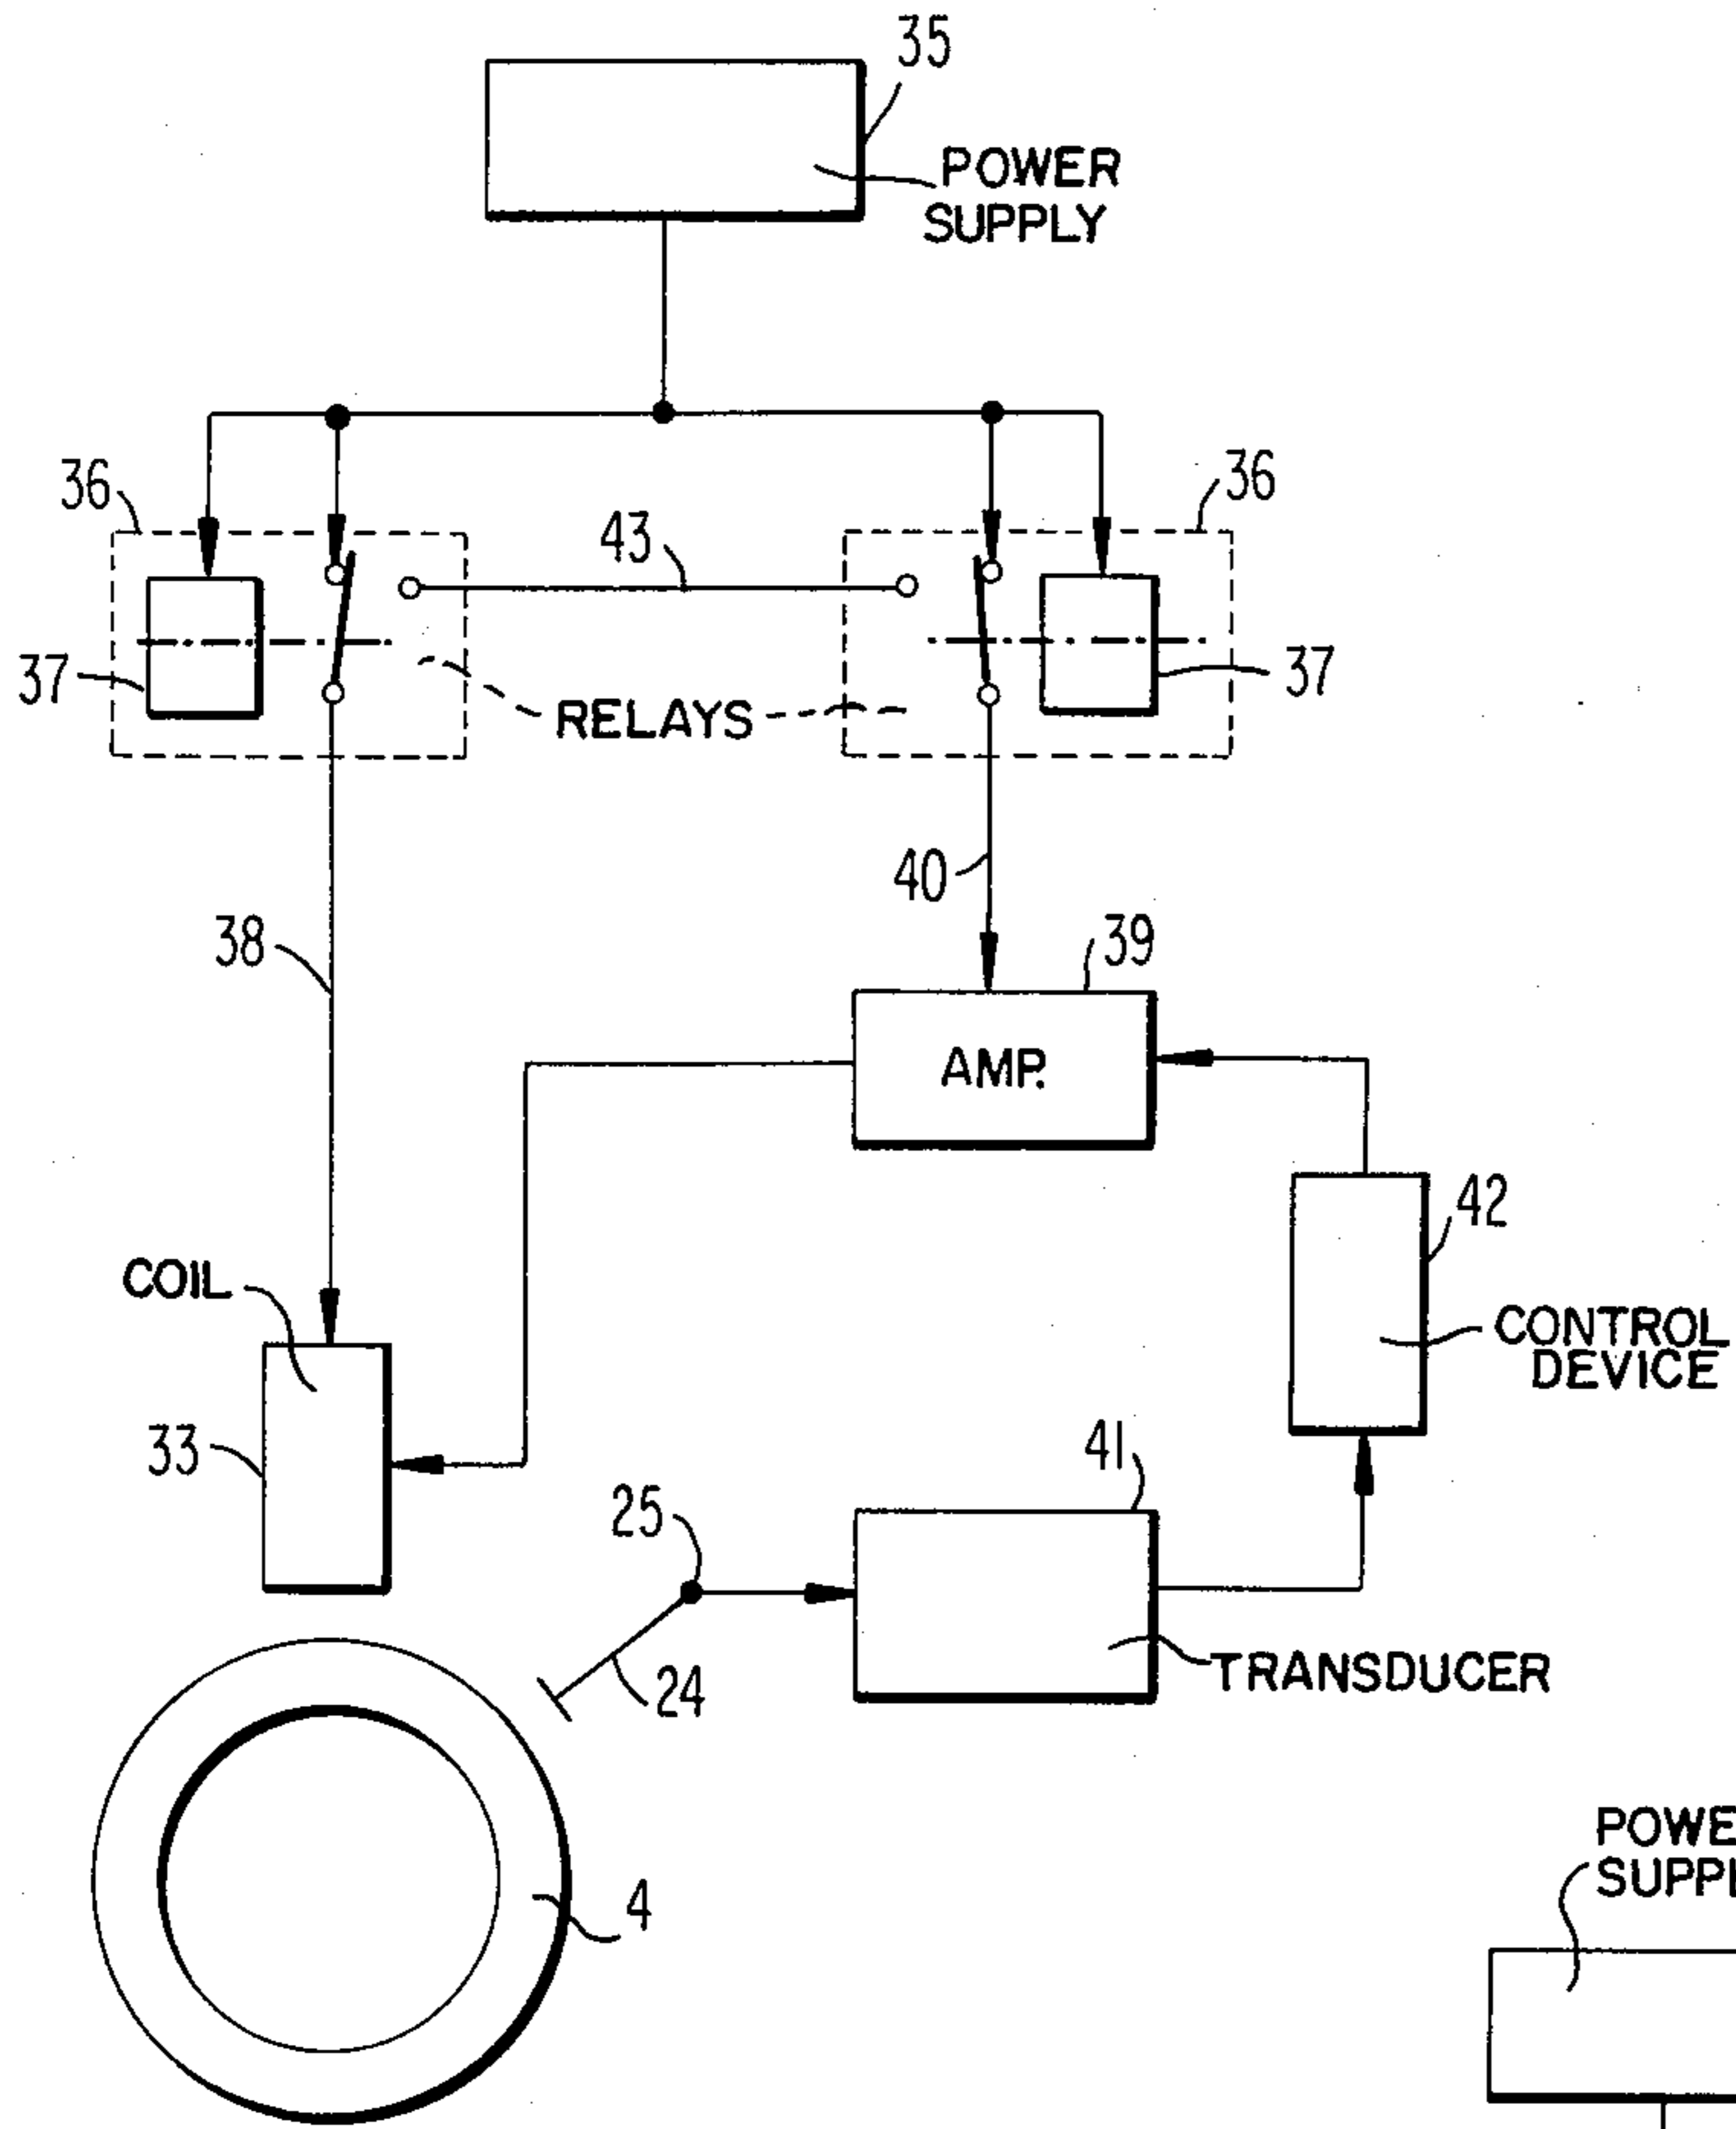 35
POWER
SUPPLY
36
43
36
37
RELAYS
37
40
38
39
AMP.
42
COIL
CONTROL
DEVICE
33
41
25
24
TRANSDUCER
4